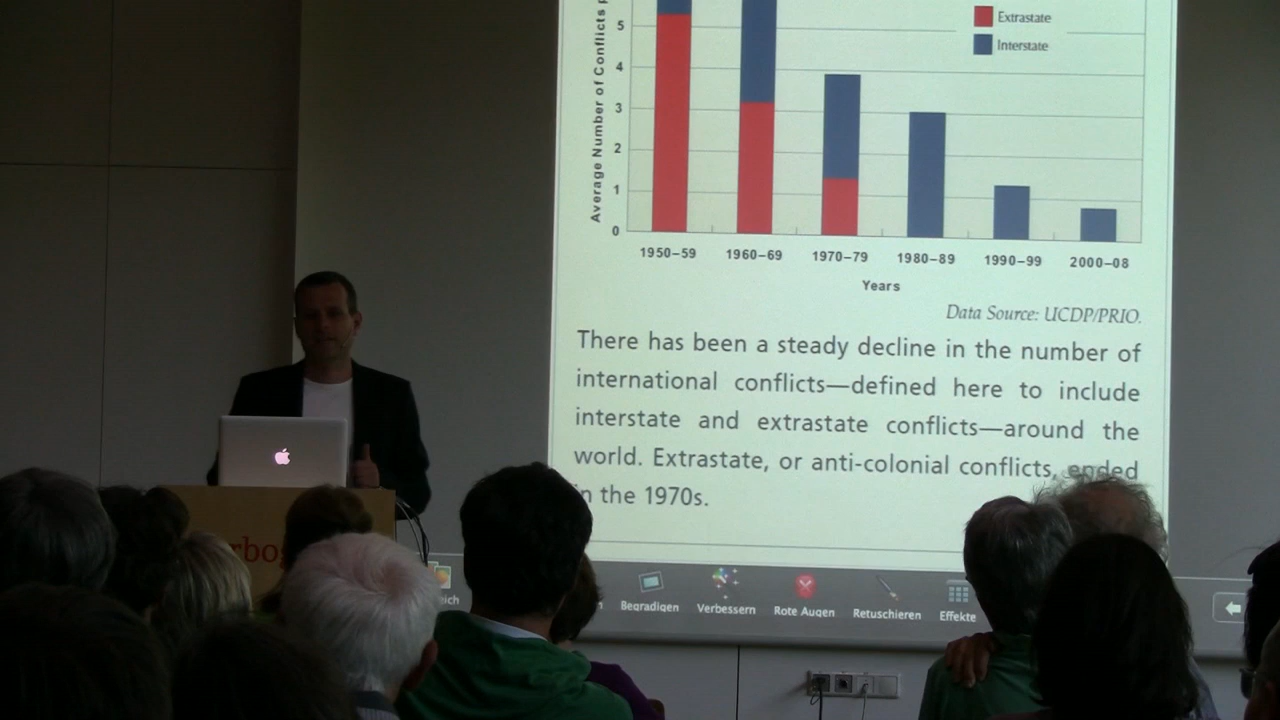 Average Number of Conflicts
5
4
3
2
1
0
Extrastate
Interstate
1950–59 1960–69 1970–79 1980–89 1990–99 2000–08
Years
Data Source: UCDP/PRIO.
There has been a steady decline in the number of
international conflicts—defined here to include
interstate and extrastate conflicts—around the
world. Extrastate, or anti-colonial conflicts, ended
in the 1970s.
Begradigen Verbessern Rote Augen Retuschieren Effekte